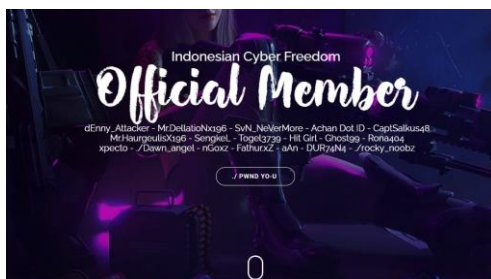 Indonesian Cyber Freedom
Official Member
dEnny_Attacker - Mr.DellatioNx196 - SvN_NeVerMore - Achan Dot ID - CaptSalkus48
Mr.HaurgeulisX196 - SengkeL - Togel3739 - Hit Girl - Ghost99 - Rona404
xpecto - ./Dawn_angel - nGoxz - FathurxZ - aAn - DUR74N4 - ./rocky_noobz
./ PWND YO-U